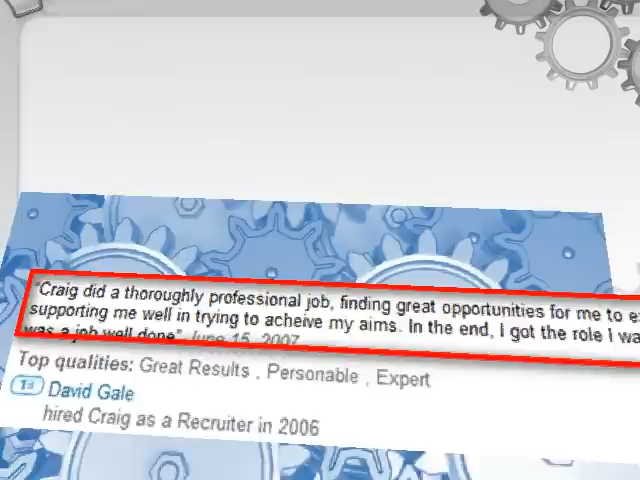 "Craig did a thoroughly professional job, finding great opportunities for me to
supporting me well in trying to acheive my aims. In the end, I got the role I
was a job well done" June 15, 2007
Top qualities: Great Results , Personable , Expert
David Gale
hired Craig as a Recruiter in 2006